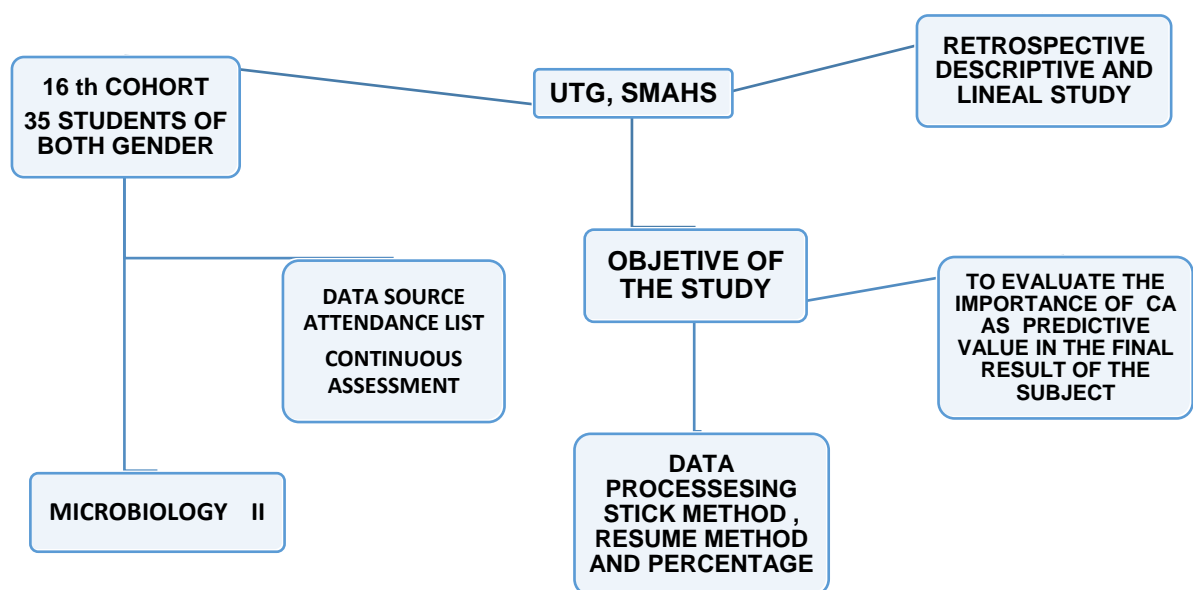 16 th COHORT
35 STUDENTS OF
BOTH GENDER
UTG, SMAHS
RETROSPECTIVE
DESCRIPTIVE AND
LINEAL STUDY
DATA SOURCE
ATTENDANCE LIST
CONTINUOUS
ASSESSMENT
OBJETIVE OF
THE STUDY
TO EVALUATE THE
IMPORTANCE OF CA
AS PREDICTIVE
VALUE IN THE FINAL
RESULT OF THE
SUBJECT
MICROBIOLOGY II
DATA
PROCESSESING
STICK METHOD ,
RESUME METHOD
AND PERCENTAGE